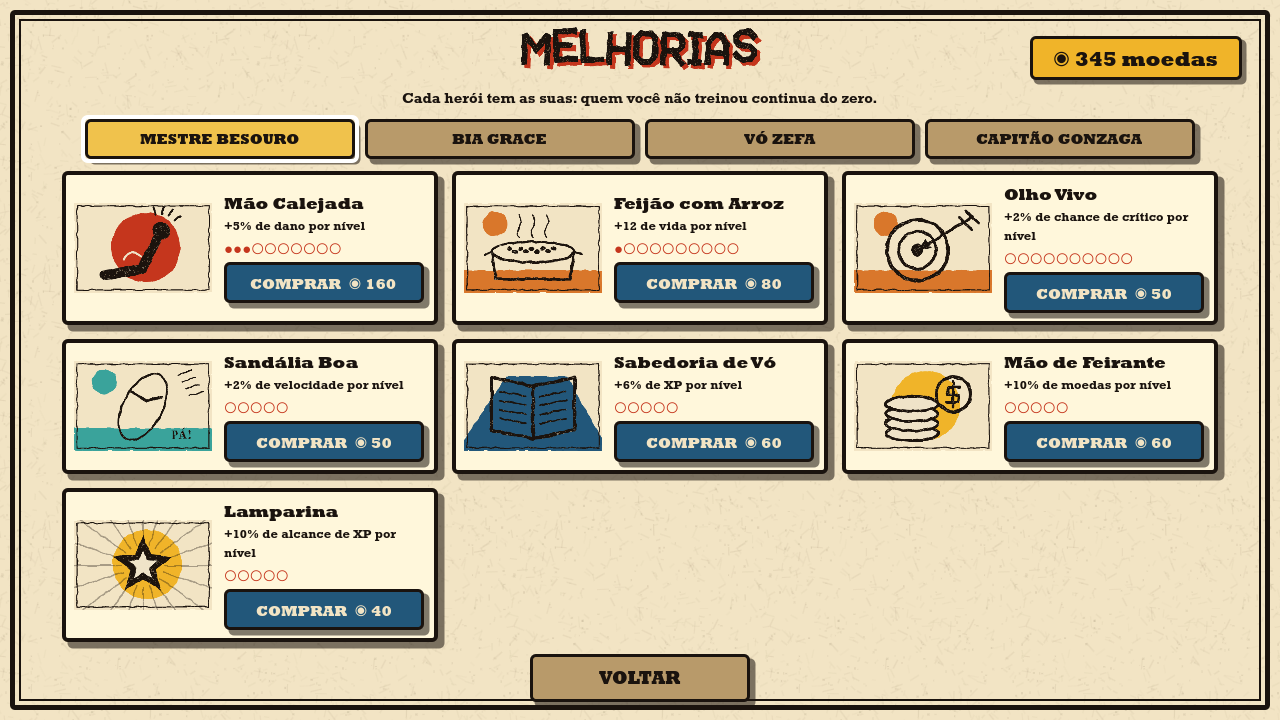 MELHORIAS
◉ 345 moedas
Cada herói tem as suas: quem você não treinou continua do zero.
MESTRE BESOURO
BIA GRACE
VÓ ZEFA
CAPITÃO GONZAGA
Mão Calejada
+5% de dano por nível
●●●○○○○○○○
COMPRAR ◉ 160
Feijão com Arroz
+12 de vida por nível
●○○○○○○○○○
COMPRAR ◉ 80
Olho Vivo
+2% de chance de crítico por
nível
○○○○○○○○○○
COMPRAR ◉ 50
PÁ!
Sandália Boa
+2% de velocidade por nível
○○○○○
COMPRAR ◉ 50
Sabedoria de Vó
+6% de XP por nível
○○○○○
COMPRAR ◉ 60
$
Mão de Feirante
+10% de moedas por nível
○○○○○
COMPRAR ◉ 60
Lamparina
+10% de alcance de XP por
nível
○○○○○
COMPRAR ◉ 40
VOLTAR